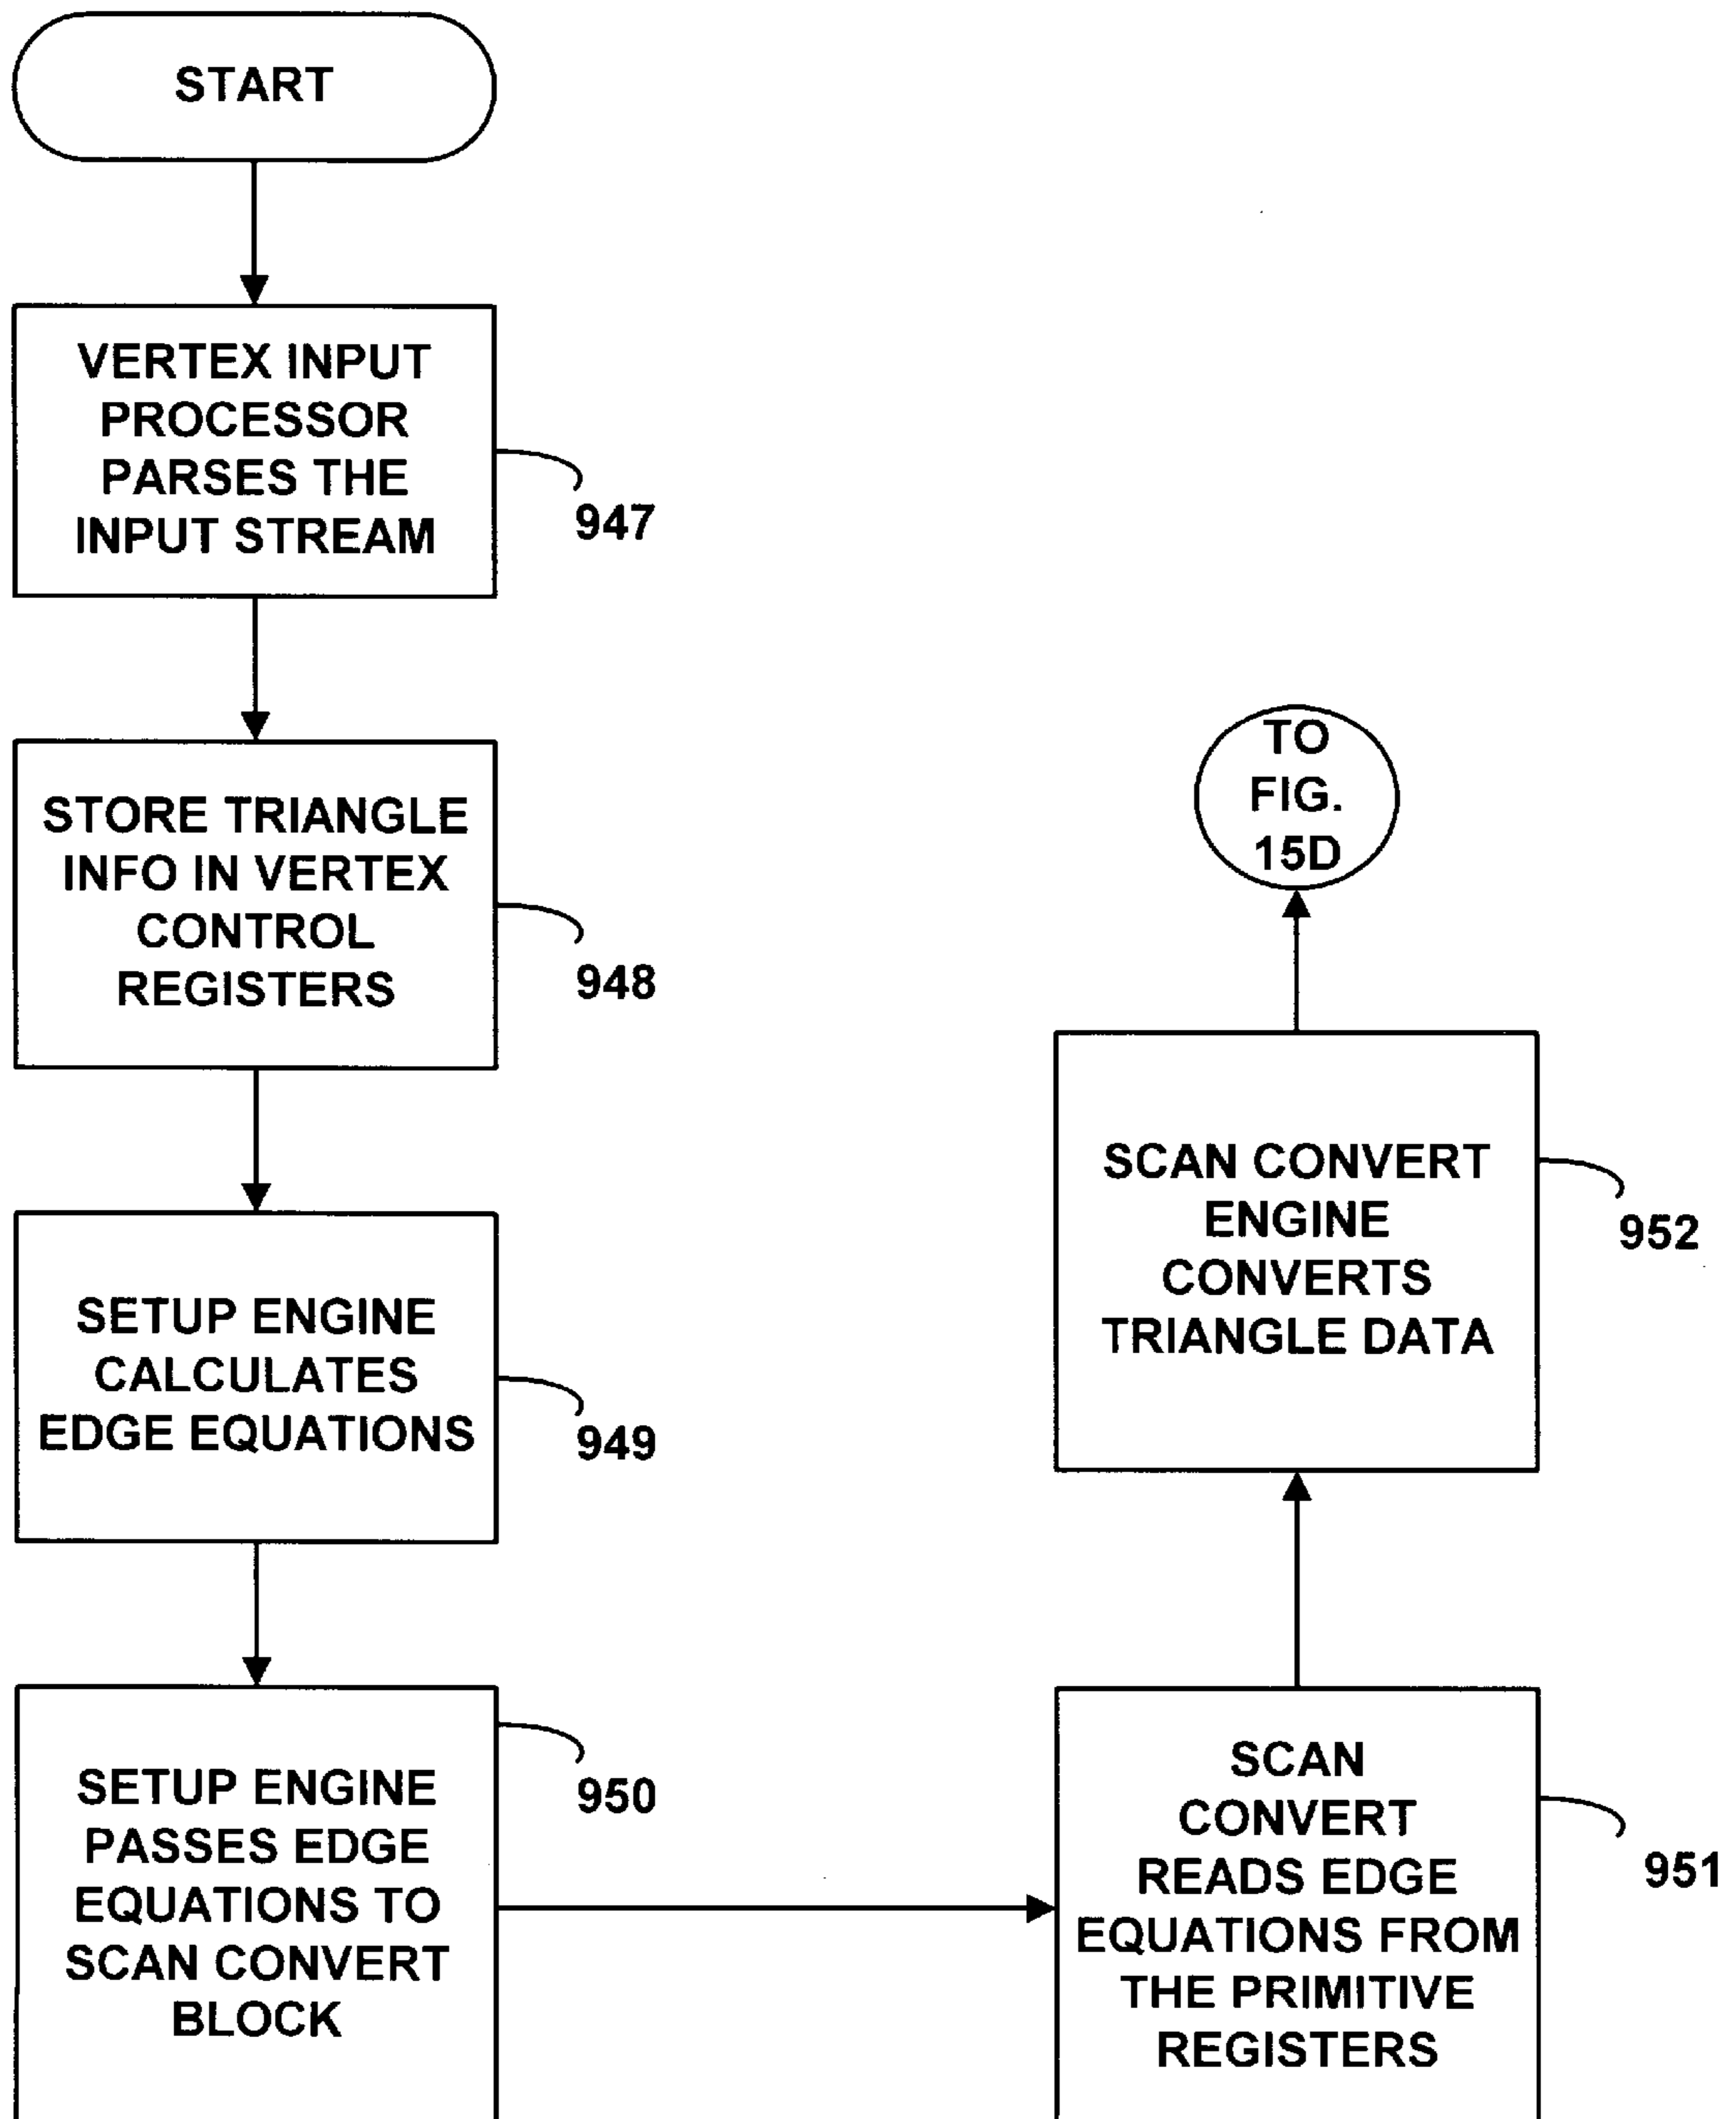 START
VERTEX INPUT
PROCESSOR
PARSES THE
INPUT STREAM
947
STORE TRIANGLE
INFO IN VERTEX
CONTROL
REGISTERS
948
SETUP ENGINE
CALCULATES
EDGE EQUATIONS
949
SETUP ENGINE
PASSES EDGE
EQUATIONS TO
SCAN CONVERT
BLOCK
950
SCAN
CONVERT
READS EDGE
EQUATIONS FROM
THE PRIMITIVE
REGISTERS
951
SCAN CONVERT
ENGINE
CONVERTS
TRIANGLE DATA
952
TO
FIG.
15D